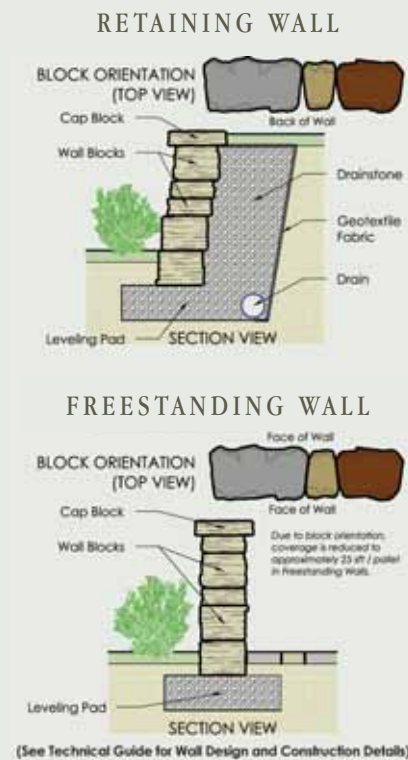 RETAINING WALL
BLOCK ORIENTATION
(TOP VIEW)
Back of Wall
Cap Block
Wall Blocks
Drainstone
Geotextile
Fabric
Drain
Leveling Pad
SECTION VIEW
FREESTANDING WALL
Face of Wall
BLOCK ORIENTATION
(TOP VIEW)
Face of Wall
Cap Block
Due to block orientation,
coverage is reduced to
approximately 25 sft / pallet
in Freestanding Walls.
Wall Blocks
Leveling Pad
SECTION VIEW
(See Technical Guide for Wall Design and Construction Details)